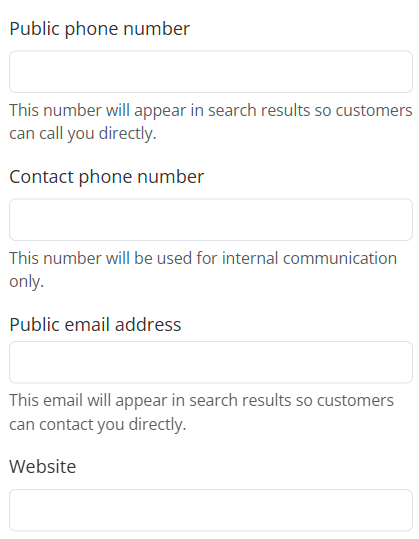 Public phone number
This number will appear in search results so customers
can call you directly.
Contact phone number
This number will be used for internal communication
only.
Public email address
This email will appear in search results so customers
can contact you directly.
Website